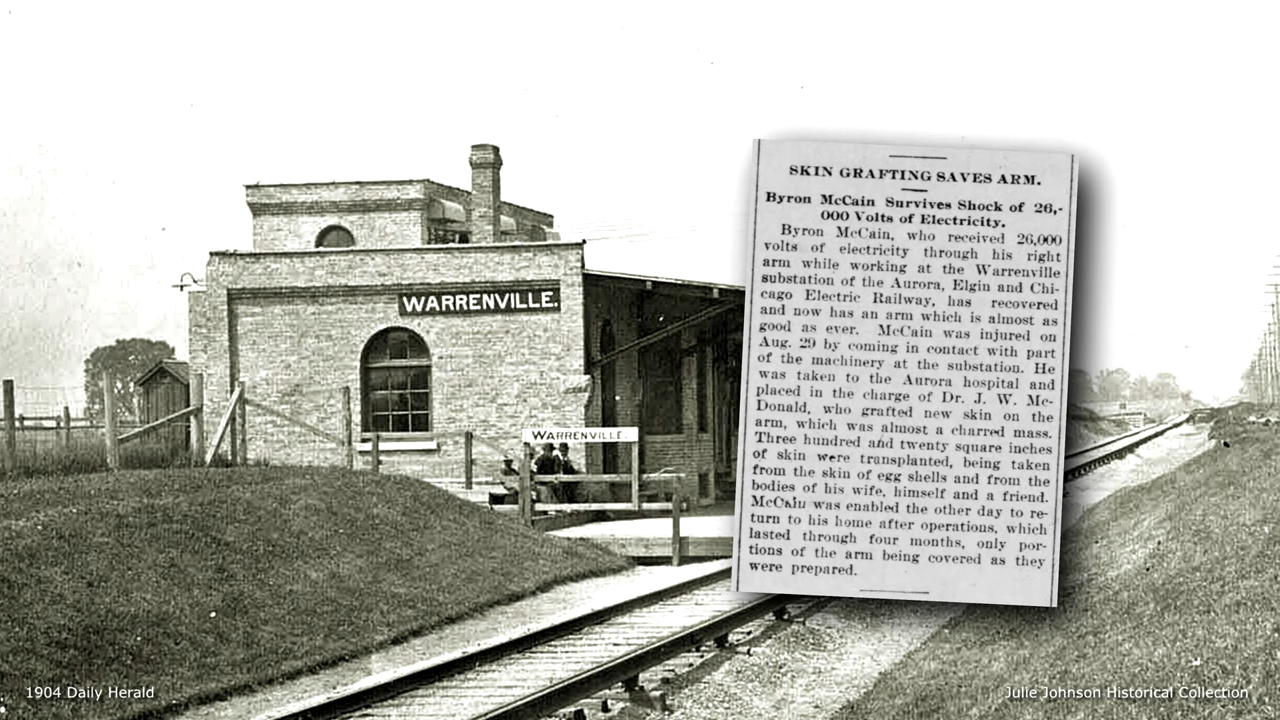 WARRENVILLE.
WARREN​VILLE.
SKIN GRAFTING SAVES ARM.
Byron McCain Survives Shock of 26,-
000 Volts of Electricity.
Byron McCain, who received 26,000
volts of electricity through his right
arm while working at the Warrenville
substation of the Aurora, Elgin and Chi-
cago Electric Railway, has recovered
and now has an arm which is almost as
good as ever. McCain was injured on
Aug. 29 by coming in contact with part
of the machinery at the substation. He
was taken to the Aurora hospital and
placed in the charge of Dr. J. W. Mc-
Donald, who grafted new skin on the
arm, which was almost a charred mass.
Three hundred and twenty square inches
of skin were transplanted, being taken
from the skin of egg shells and from the
bodies of his wife, himself and a friend.
McCain was enabled the other day to re-
turn to his home after operations, which
lasted through four months, only por-
tions of the arm being covered as they
were prepared.
1904 Daily Herald
Julie Johnson Historical Collection